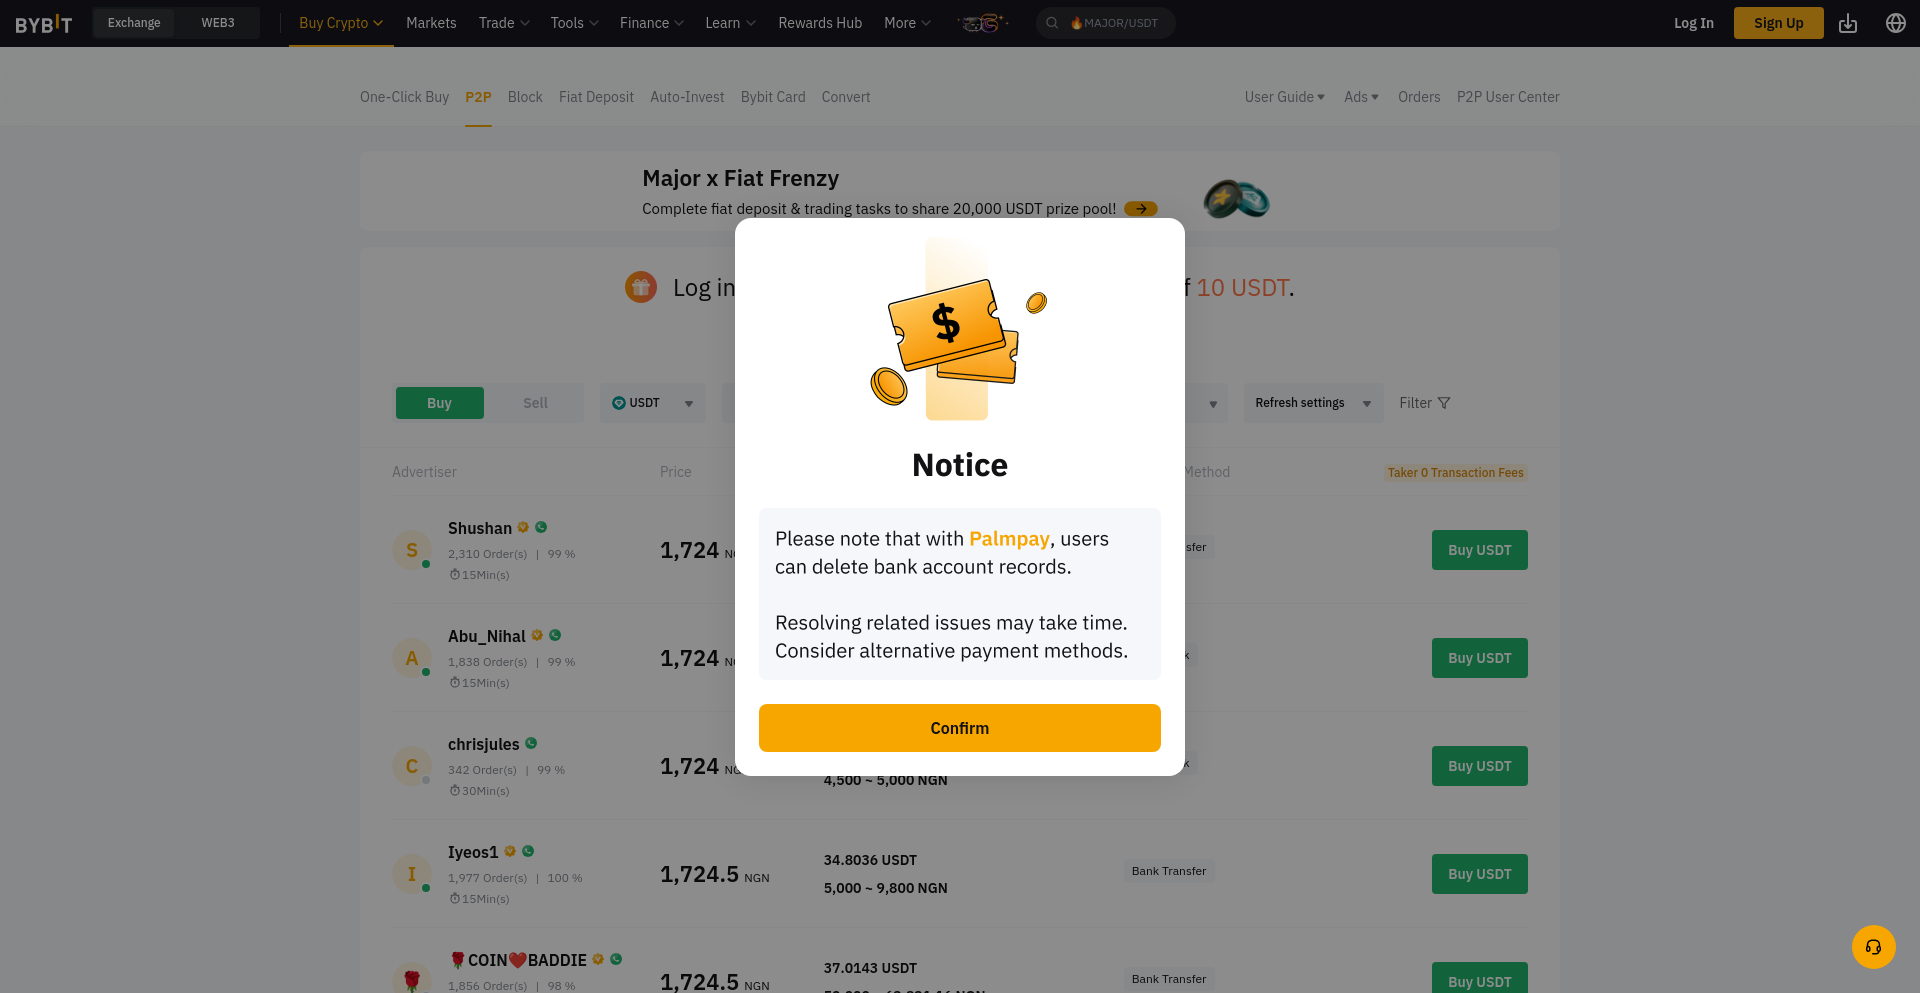 BYBIT Exchange WEB3 Buy Crypto Markets Trade Tools Finance Learn Rewards Hub More 🔥MAJOR/USDT Log In Sign Up
One-Click Buy P2P Block Fiat Deposit Auto-Invest Bybit Card Convert User Guide Ads Orders P2P User Center
Major x Fiat Frenzy
Complete fiat deposit & trading tasks to share 20,000 USDT prize pool!
Log in 10 USDT.
Buy Sell USDT Refresh settings Filter
Advertiser Price Method Taker 0 Transaction Fees
S Shushan
2,310 Order(s) | 99 %
15Min(s)
1,724
Buy USDT
A Abu_Nihal
1,838 Order(s) | 99 %
15Min(s)
1,724
Buy USDT
C chrisjules
342 Order(s) | 99 %
30Min(s)
1,724
4,500 ~ 5,000 NGN
Buy USDT
I Iyeos1
1,977 Order(s) | 100 %
15Min(s)
1,724.5 NGN
34.8036 USDT
5,000 ~ 9,800 NGN
Bank Transfer
Buy USDT
🌹COIN❤️BADDIE
1,856 Order(s) | 98 %
1,724.5 NGN
37.0143 USDT
Bank Transfer
Buy USDT
$
Notice
Please note that with Palmpay, users
can delete bank account records.
Resolving related issues may take time.
Consider alternative payment methods.
Confirm